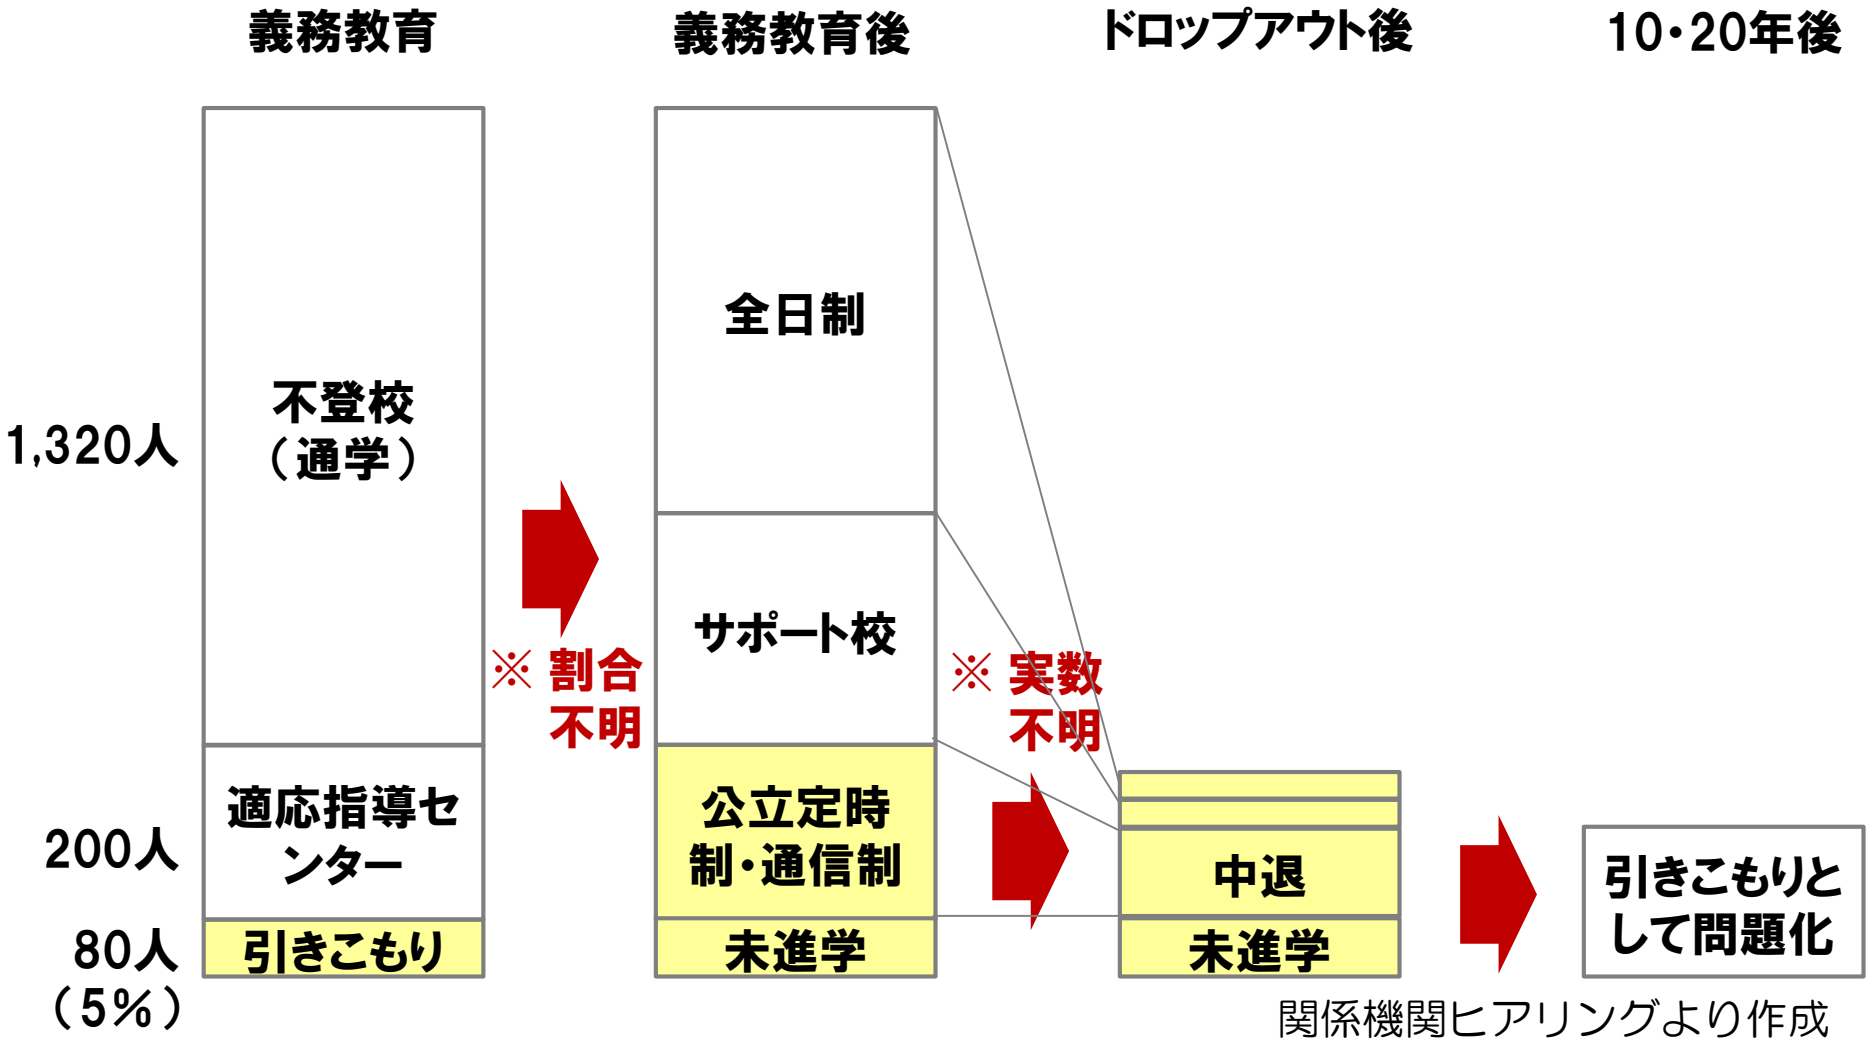 義務教育
義務教育後
ドロップアウト後
10・20年後
1,320人
200人
80人
（5%）
不登校
（通学）
適応指導セ
ンター
引きこもり
※ 割合
不明
全日制
サポート校
公立定時
制・通信制
未進学
※ 実数
不明
中退
未進学
引きこもりと
して問題化
関係機関ヒアリングより作成